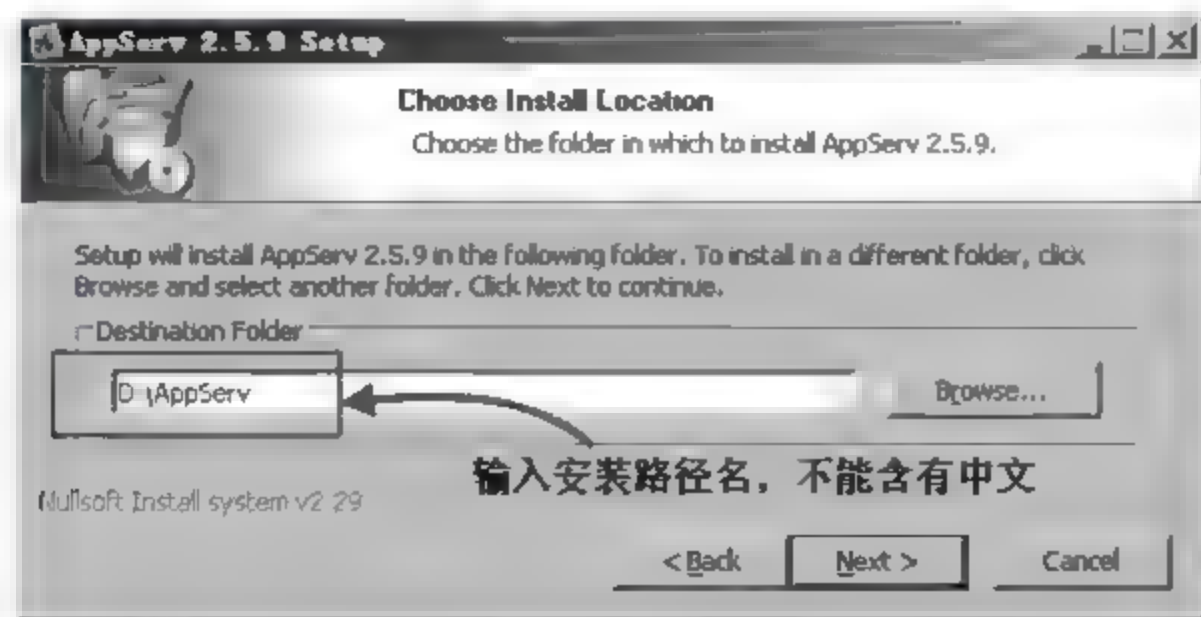 AppServ 2.5.9 Setup
Choose Install Location
Choose the folder in which to install AppServ 2.5.9.
Setup will install AppServ 2.5.9 in the following folder. To install in a different folder, click
Browse and select another folder. Click Next to continue.
Destination Folder
D:\AppServ
Browse...
输入安装路径名，不能含有中文
Nullsoft Install system v2 29
< Back
Next >
Cancel